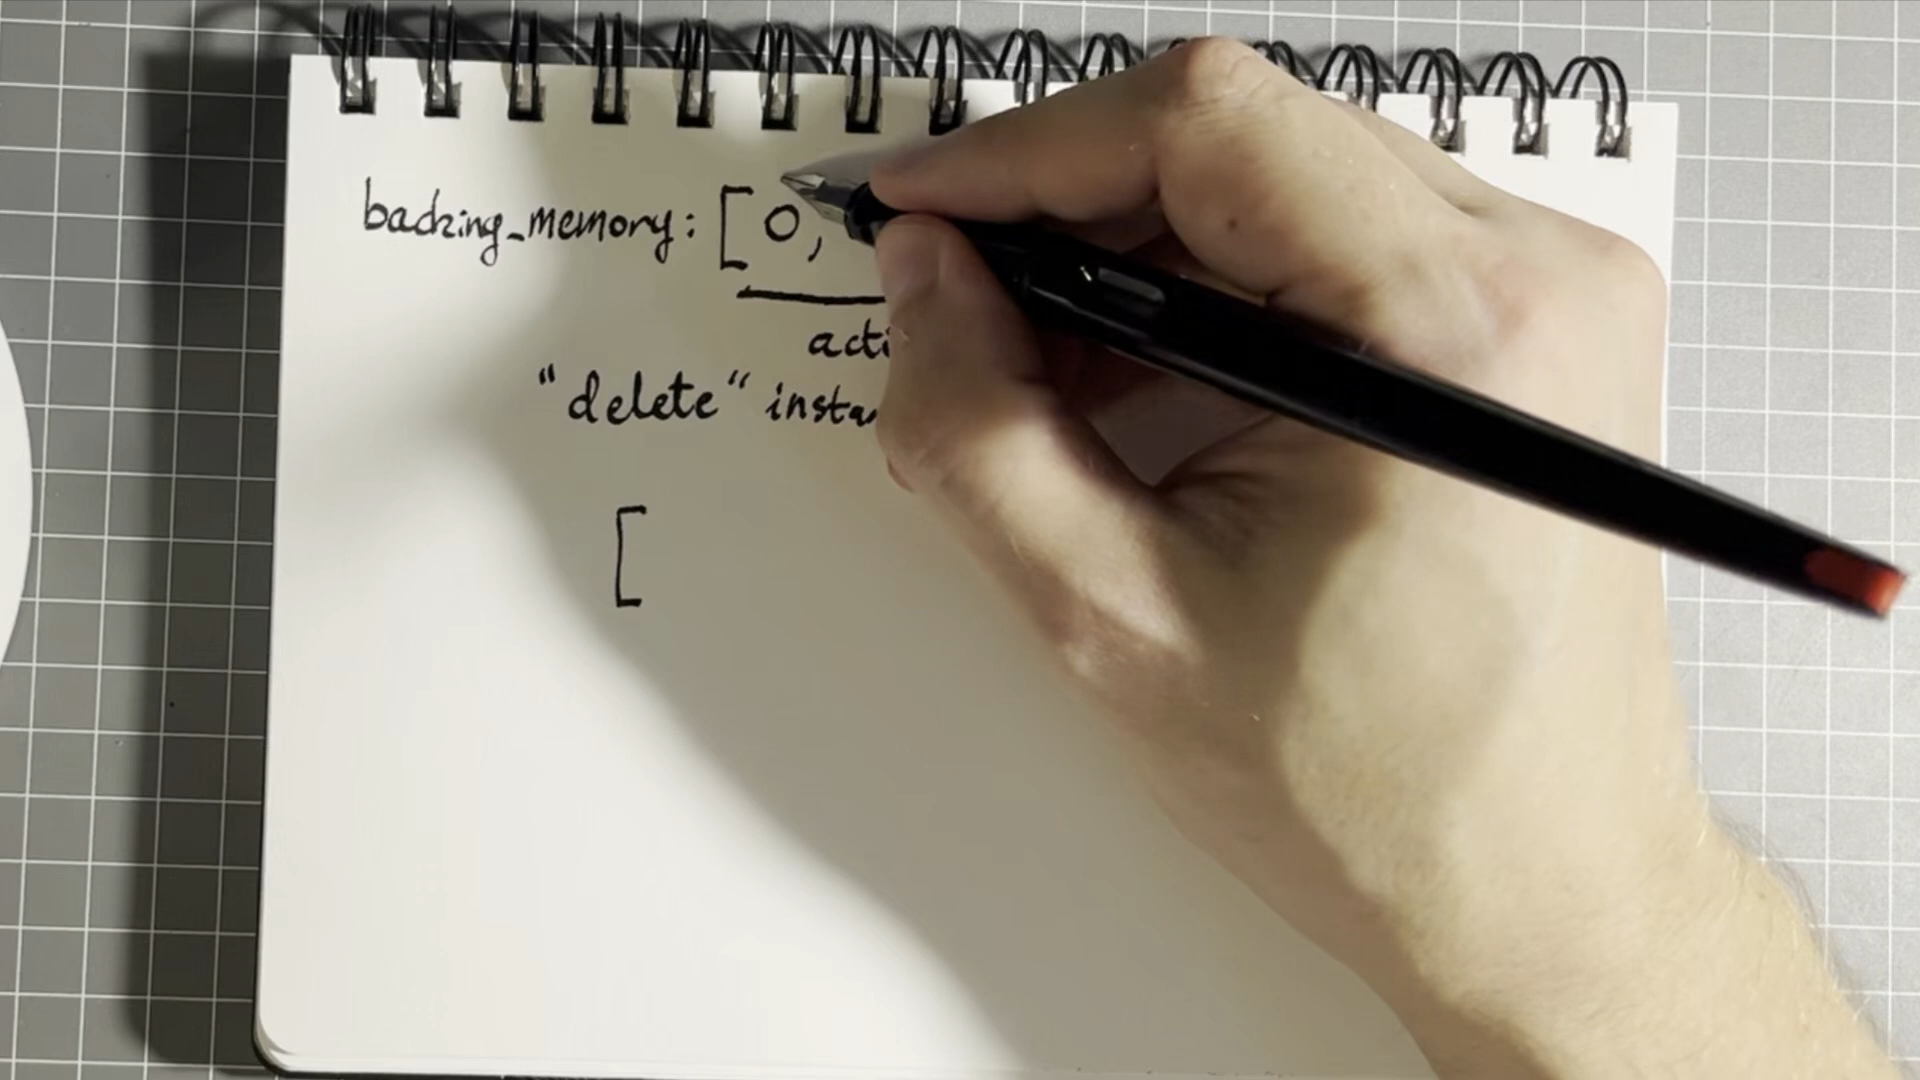 backing_memory: [ 0,
acti
"delete" insta
[